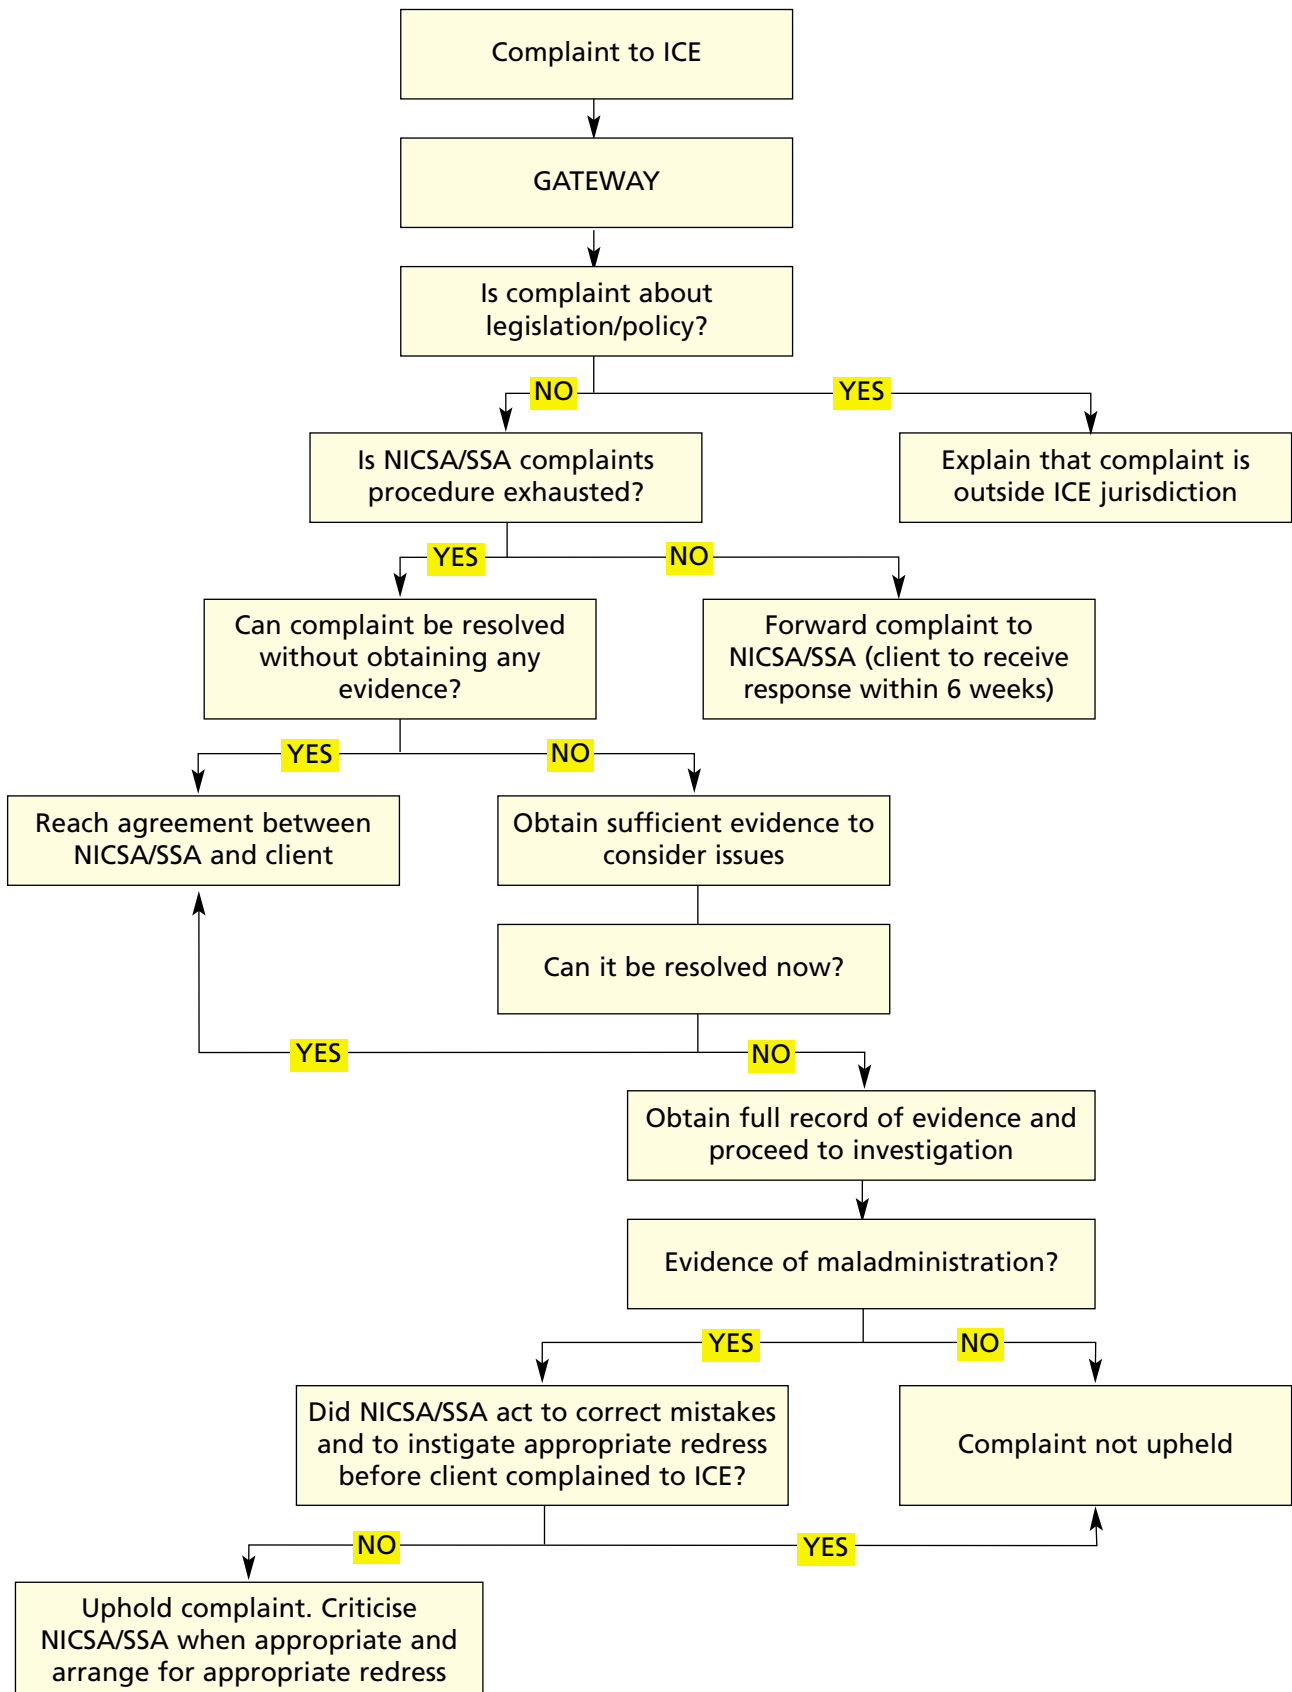 Complaint to ICE
GATEWAY
Is complaint about
legislation/policy?
NO
YES
Is NICSA/SSA complaints
procedure exhausted?
Explain that complaint is
outside ICE jurisdiction
YES
NO
Can complaint be resolved
without obtaining any
evidence?
Forward complaint to
NICSA/SSA (client to receive
response within 6 weeks)
YES
NO
Reach agreement between
NICSA/SSA and client
Obtain sufficient evidence to
consider issues
Can it be resolved now?
YES
NO
Obtain full record of evidence and
proceed to investigation
Evidence of maladministration?
YES
NO
Did NICSA/SSA act to correct mistakes
and to instigate appropriate redress
before client complained to ICE?
Complaint not upheld
NO
YES
Uphold complaint. Criticise
NICSA/SSA when appropriate and
arrange for appropriate redress